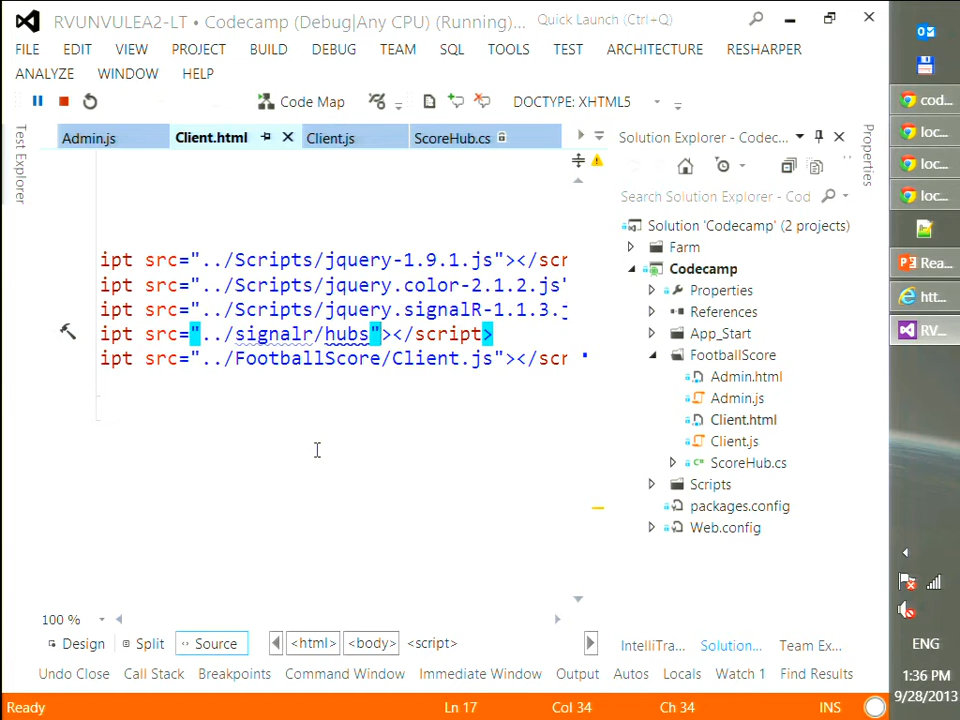 RVUNVULEA2-LT ▸ Codecamp (Debug|Any CPU) (Running)...
Quick Launch (Ctrl+Q)
FILE EDIT VIEW PROJECT BUILD DEBUG TEAM SQL TOOLS TEST ARCHITECTURE RESHARPER
ANALYZE WINDOW HELP
Code Map DOCTYPE: XHTML5
Test Explorer
Admin.js Client.html Client.js ScoreHub.cs
ipt src="../Scripts/jquery-1.9.1.js"></scr
ipt src="../Scripts/jquery.color-2.1.2.js"
ipt src="../Scripts/jquery.signalR-1.1.3.j
ipt src="../signalr/hubs"></script>
ipt src="../FootballScore/Client.js"></scr
100 %
Design Split Source <html> <body> <script>
Solution Explorer - Codec...
Search Solution Explorer - Cod
Solution 'Codecamp' (2 projects)
Farm
Codecamp
Properties
References
App_Start
FootballScore
Admin.html
Admin.js
Client.html
Client.js
ScoreHub.cs
Scripts
packages.config
Web.config
IntelliTra... Solution... Team Ex...
Properties
Undo Close Call Stack Breakpoints Command Window Immediate Window Output Autos Locals Watch 1 Find Results
Ready Ln 17 Col 34 Ch 34 INS
cod...
loc...
loc...
loc...
Rea...
htt...
RV...
ENG
1:36 PM
9/28/2013